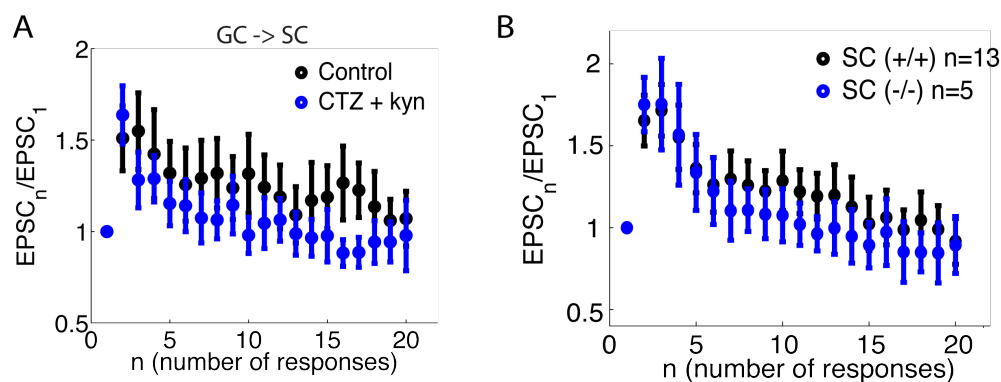 A
GC -> SC
Control
CTZ + kyn
EPSCn/EPSC1
2
1.5
1
0.5
0
5
10
15
20
n (number of responses)
B
SC (+/+) n=13
SC (-/-) n=5
EPSCn/EPSC1
2
1.5
1
0.5
0
5
10
15
20
n (number of responses)